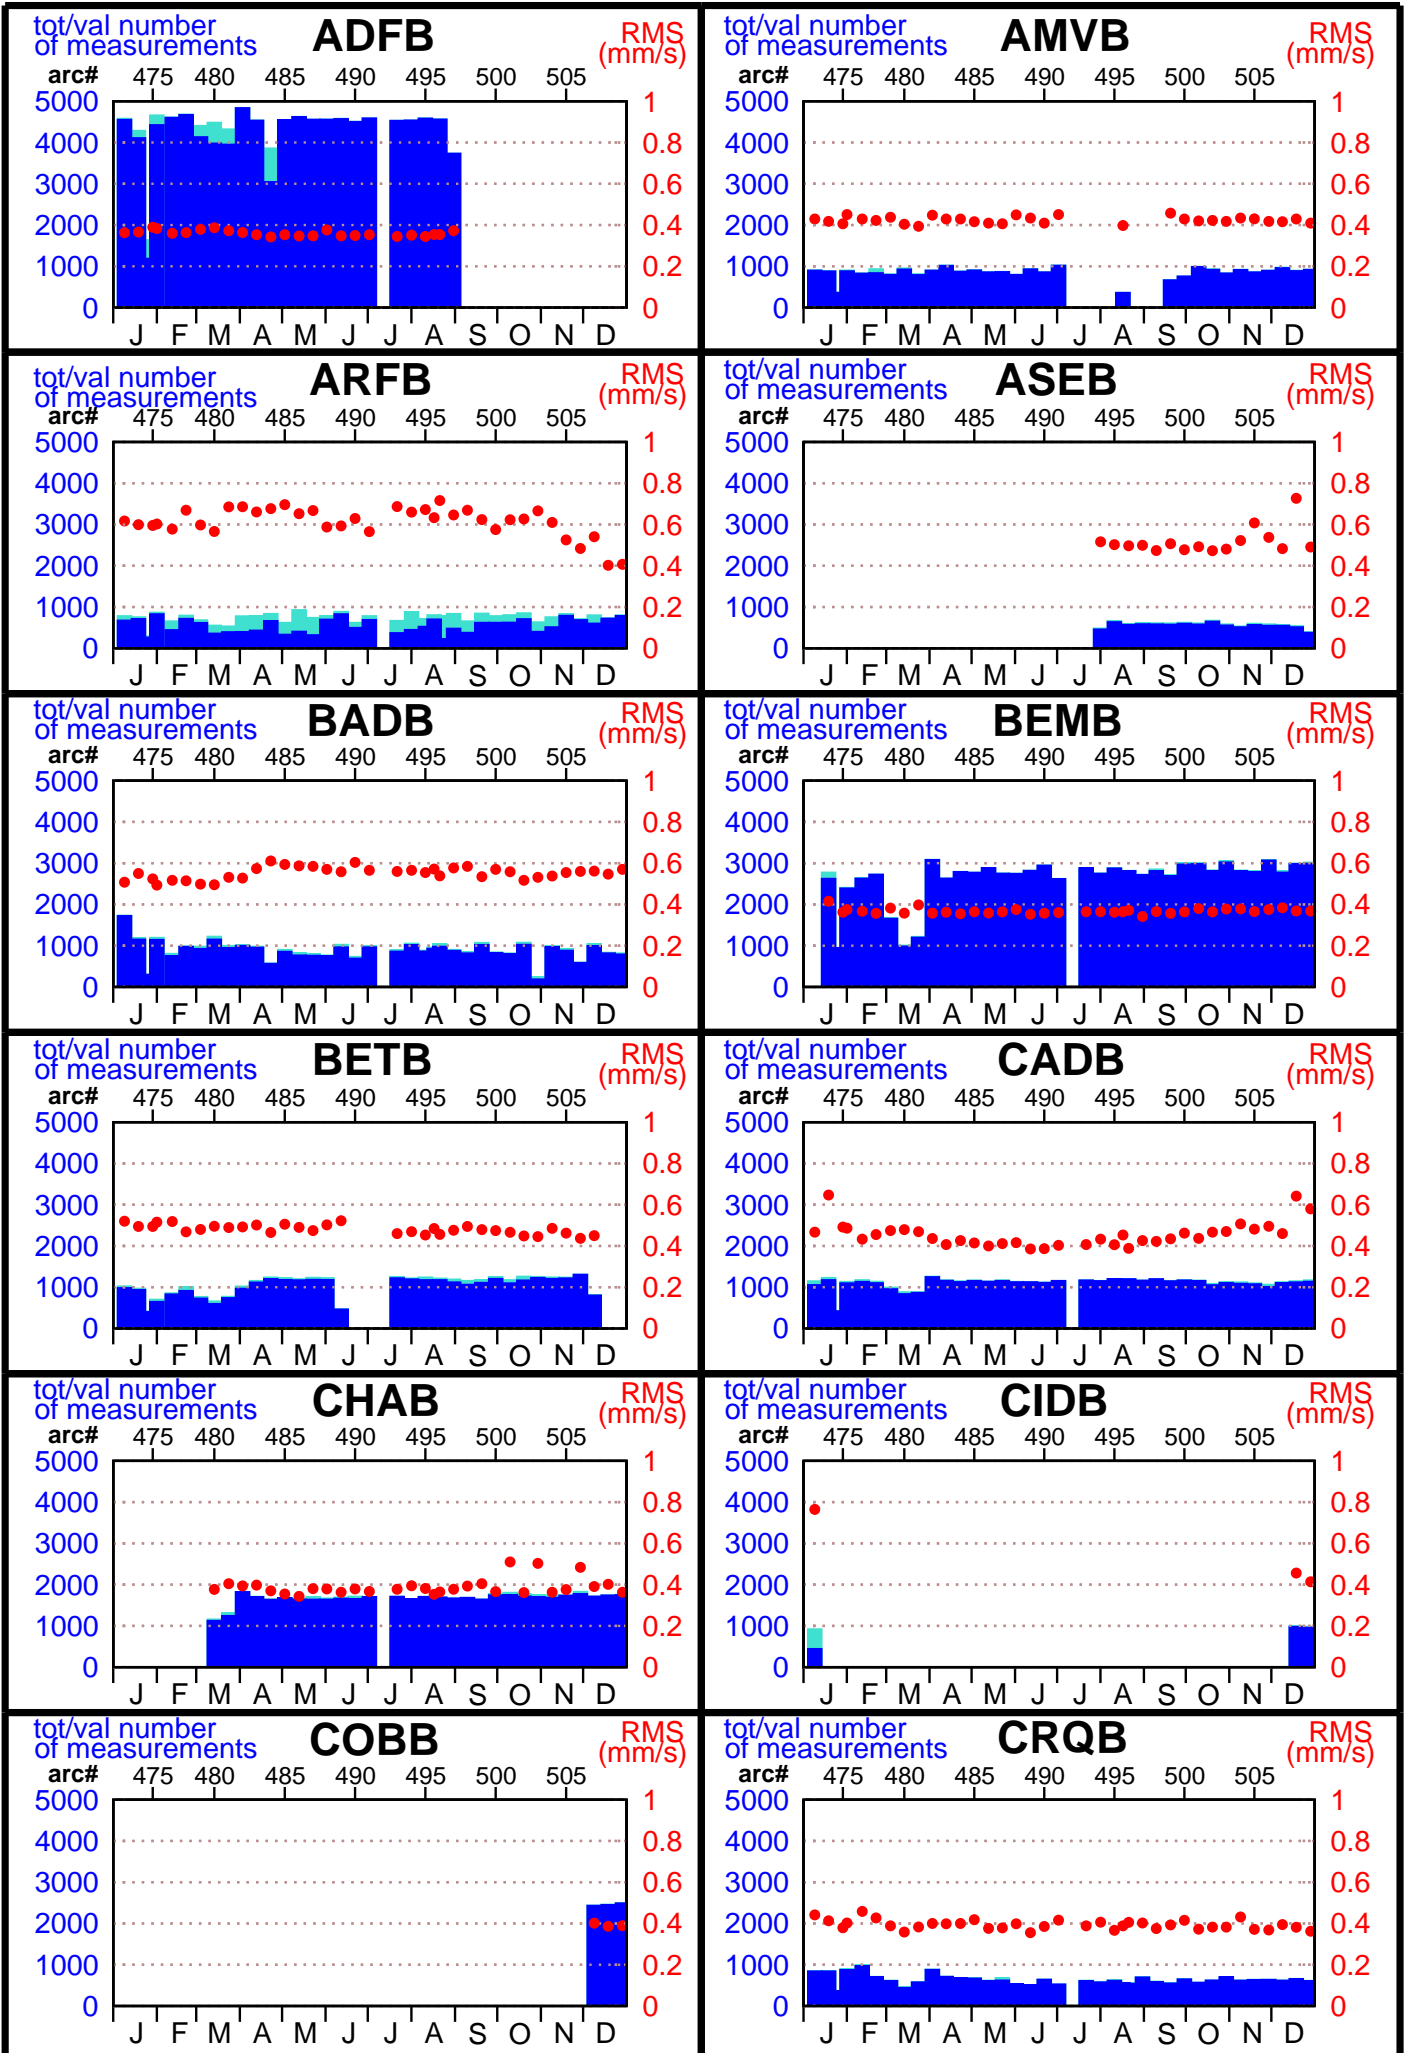 tot/val number
of measurements
ADFB
RMS
(mm/s)
arc# 475 480 485 490 495 500 505
5000 1
4000 0.8
3000 0.6
2000 0.4
1000 0.2
0 0
J F M A M J J A S O N D
tot/val number
of measurements
AMVB
RMS
(mm/s)
arc# 475 480 485 490 495 500 505
5000 1
4000 0.8
3000 0.6
2000 0.4
1000 0.2
0 0
J F M A M J J A S O N D
tot/val number
of measurements
ARFB
RMS
(mm/s)
arc# 475 480 485 490 495 500 505
5000 1
4000 0.8
3000 0.6
2000 0.4
1000 0.2
0 0
J F M A M J J A S O N D
tot/val number
of measurements
ASEB
RMS
(mm/s)
arc# 475 480 485 490 495 500 505
5000 1
4000 0.8
3000 0.6
2000 0.4
1000 0.2
0 0
J F M A M J J A S O N D
tot/val number
of measurements
BADB
RMS
(mm/s)
arc# 475 480 485 490 495 500 505
5000 1
4000 0.8
3000 0.6
2000 0.4
1000 0.2
0 0
J F M A M J J A S O N D
tot/val number
of measurements
BEMB
RMS
(mm/s)
arc# 475 480 485 490 495 500 505
5000 1
4000 0.8
3000 0.6
2000 0.4
1000 0.2
0 0
J F M A M J J A S O N D
tot/val number
of measurements
BETB
RMS
(mm/s)
arc# 475 480 485 490 495 500 505
5000 1
4000 0.8
3000 0.6
2000 0.4
1000 0.2
0 0
J F M A M J J A S O N D
tot/val number
of measurements
CADB
RMS
(mm/s)
arc# 475 480 485 490 495 500 505
5000 1
4000 0.8
3000 0.6
2000 0.4
1000 0.2
0 0
J F M A M J J A S O N D
tot/val number
of measurements
CHAB
RMS
(mm/s)
arc# 475 480 485 490 495 500 505
5000 1
4000 0.8
3000 0.6
2000 0.4
1000 0.2
0 0
J F M A M J J A S O N D
tot/val number
of measurements
CIDB
RMS
(mm/s)
arc# 475 480 485 490 495 500 505
5000 1
4000 0.8
3000 0.6
2000 0.4
1000 0.2
0 0
J F M A M J J A S O N D
tot/val number
of measurements
COBB
RMS
(mm/s)
arc# 475 480 485 490 495 500 505
5000 1
4000 0.8
3000 0.6
2000 0.4
1000 0.2
0 0
J F M A M J J A S O N D
tot/val number
of measurements
CRQB
RMS
(mm/s)
arc# 475 480 485 490 495 500 505
5000 1
4000 0.8
3000 0.6
2000 0.4
1000 0.2
0 0
J F M A M J J A S O N D